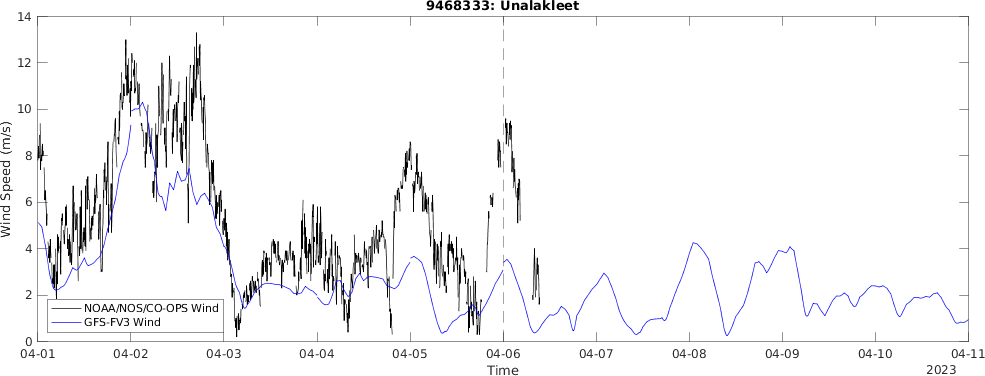 9468333: Unalakleet
Wind Speed (m/s)
14
12
10
8
6
4
2
0
NOAA/NOS/CO-OPS Wind
GFS-FV3 Wind
04-01 04-02 04-03 04-04 04-05 04-06 04-07 04-08 04-09 04-10 04-11
Time
2023